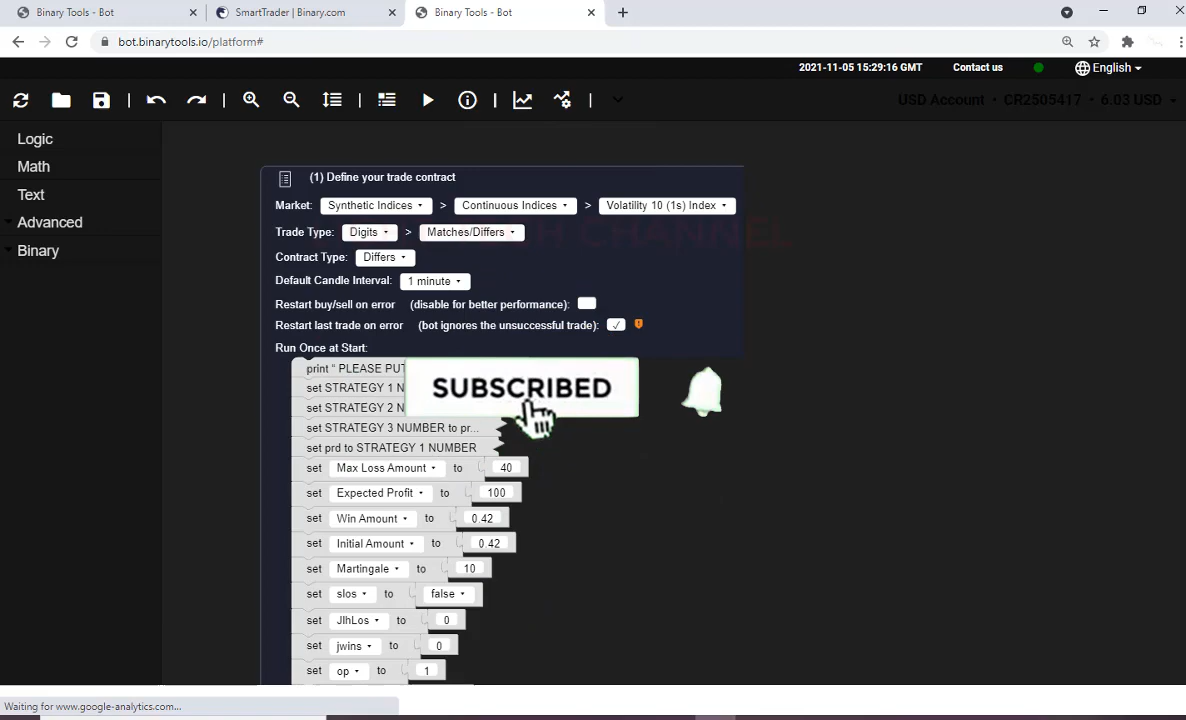 Binary Tools - Bot
SmartTrader | Binary.com
Binary Tools - Bot
bot.binarytools.io/platform#
2021-11-05 15:29:16 GMT
Contact us
English
USD Account • CR2505417 • 6.03 USD
Logic
Math
Text
Advanced
Binary
(1) Define your trade contract
Market: Synthetic Indices > Continuous Indices > Volatility 10 (1s) Index
Trade Type: Digits > Matches/Differs
CHANNEL
Contract Type: Differs
Default Candle Interval: 1 minute
Restart buy/sell on error (disable for better performance):
Restart last trade on error (bot ignores the unsuccessful trade): ✓
Run Once at Start:
print “ PLEASE PUT
set STRATEGY 1 N
SUBSCRIBED
set STRATEGY 2 N
set STRATEGY 3 NUMBER to pr...
set prd to STRATEGY 1 NUMBER
set Max Loss Amount to 40
set Expected Profit to 100
set Win Amount to 0.42
set Initial Amount to 0.42
set Martingale to 10
set slos to false
set JlhLos to 0
set jwins to 0
set op to 1
Waiting for www.google-analytics.com...